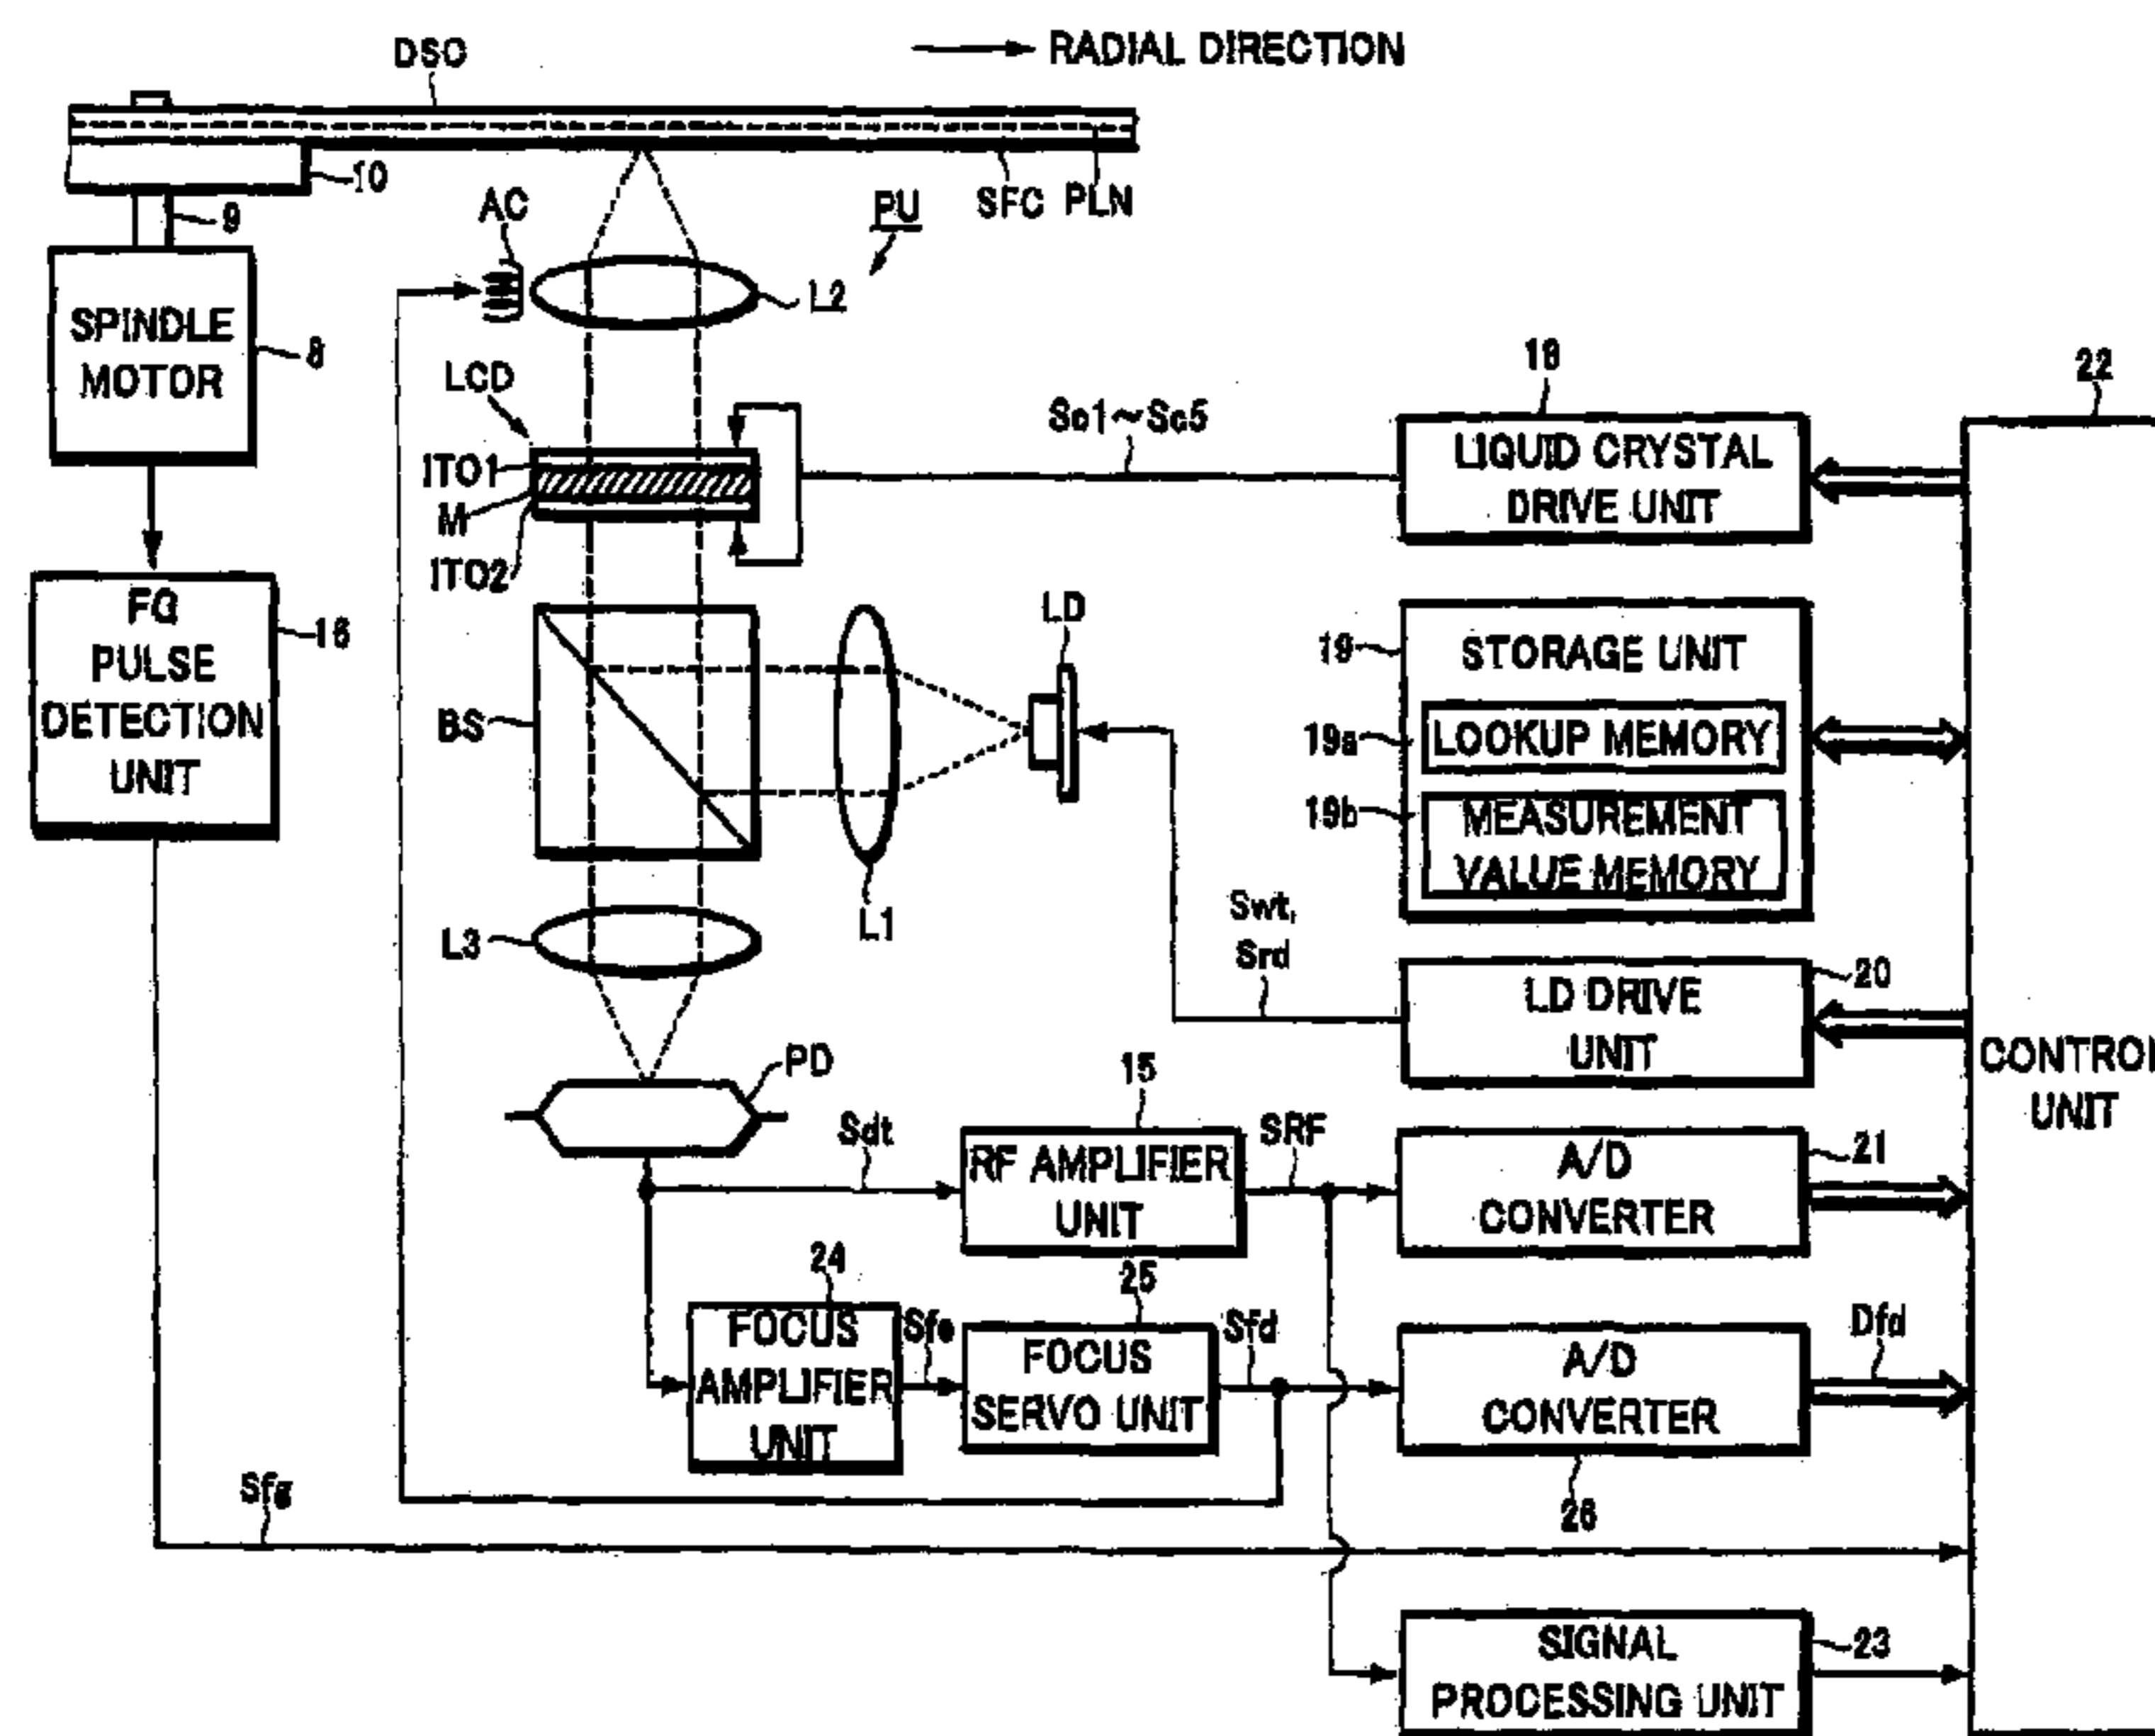 DSC
RADIAL DIRECTION
10
9
AC
PU
SFC PLN
L2
SPINDLE
MOTOR
8
LCD
ITO1
M
ITO2
Sc1~Sc5
18
LIQUID CRYSTAL
DRIVE UNIT
22
FG
PULSE
DETECTION
UNIT
16
BS
LD
L1
19
STORAGE UNIT
19a
LOOKUP MEMORY
19b
MEASUREMENT
VALUE MEMORY
L3
Swt,
Srd
LD DRIVE
UNIT
20
CONTROL
UNIT
PD
Sdt
15
RF AMPLIFIER
UNIT
SRF
A/D
CONVERTER
21
24
FOCUS
AMPLIFIER
UNIT
Sfe
25
FOCUS
SERVO UNIT
Sfd
A/D
CONVERTER
Dfd
26
Sfg
SIGNAL
PROCESSING UNIT
23